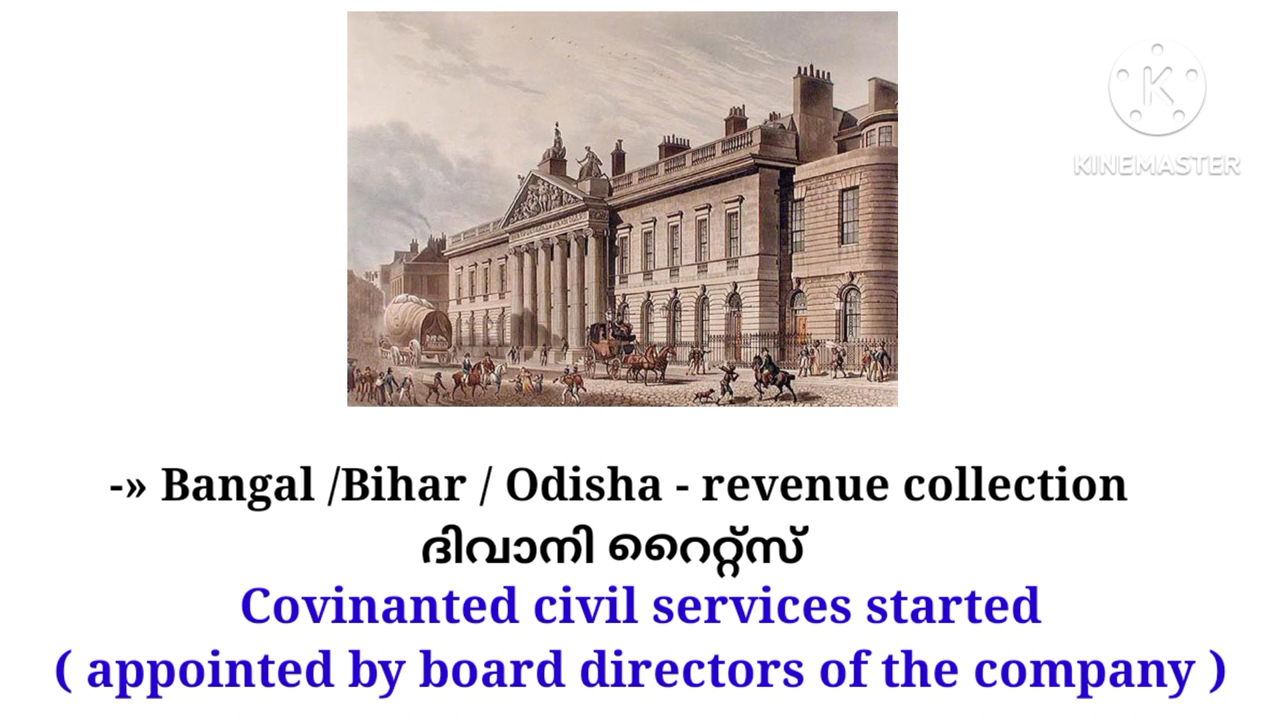 K
KINEMASTER
-» Bangal /Bihar / Odisha - revenue collection
ദിവാനി റൈറ്റ്സ്
Covinanted civil services started
( appointed by board directors of the company )